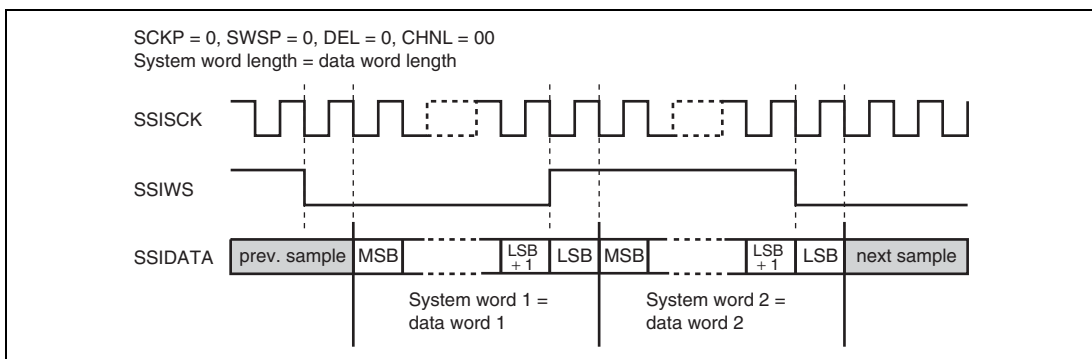 SCKP = 0, SWSP = 0, DEL = 0, CHNL = 00
System word length = data word length
SSISCK
SSIWS
SSIDATA
prev. sample
MSB
LSB
+ 1
LSB
MSB
LSB
+ 1
LSB
next sample
System word 1 =
data word 1
System word 2 =
data word 2